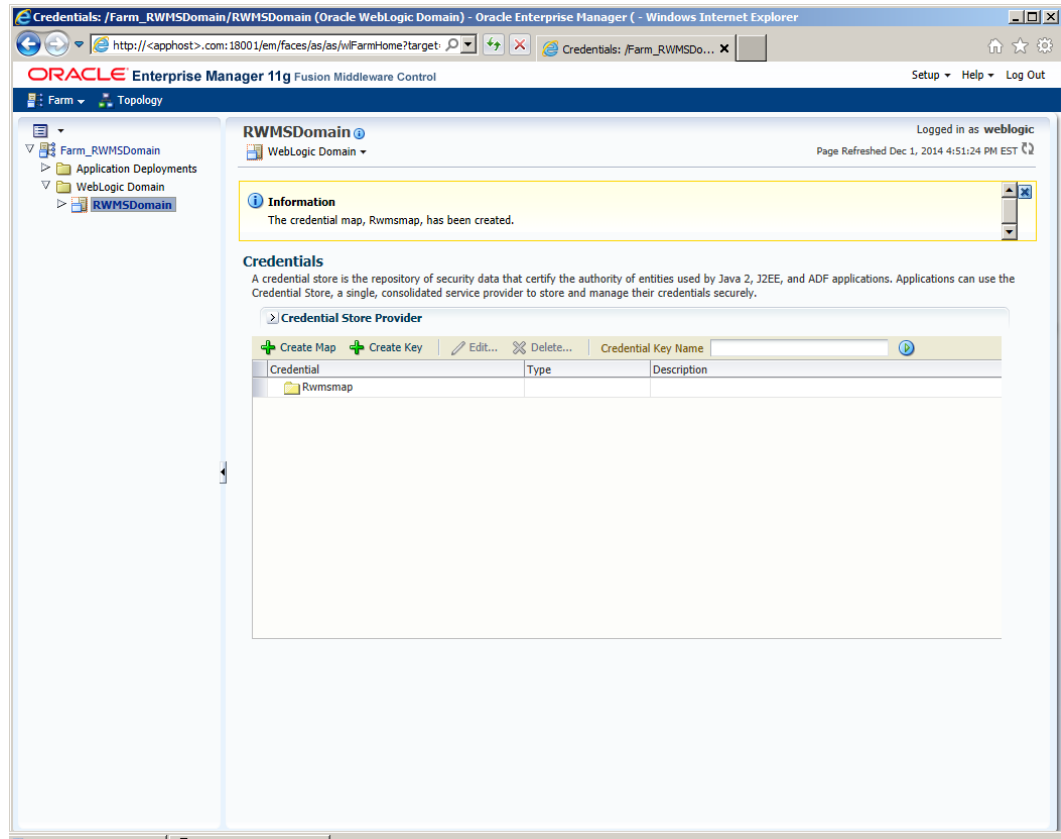 Credentials: /Farm_RWMSDomain/RWMSDomain (Oracle WebLogic Domain) - Oracle Enterprise Manager ( - Windows Internet Explorer
http://<apphost>.com:18001/em/faces/as/as/wlFarmHome?target
Credentials: /Farm_RWMSDo...
ORACLE Enterprise Manager 11g Fusion Middleware Control
Setup Help Log Out
Farm Topology
Farm_RWMSDomain
Application Deployments
WebLogic Domain
RWMSDomain
RWMSDomain
Logged in as weblogic
WebLogic Domain
Page Refreshed Dec 1, 2014 4:51:24 PM EST
Information
The credential map, Rwmsmap, has been created.
Credentials
A credential store is the repository of security data that certify the authority of entities used by Java 2, J2EE, and ADF applications. Applications can use the
Credential Store, a single, consolidated service provider to store and manage their credentials securely.
Credential Store Provider
Create Map Create Key Edit... Delete... Credential Key Name
Credential Type Description
Rwmsmap